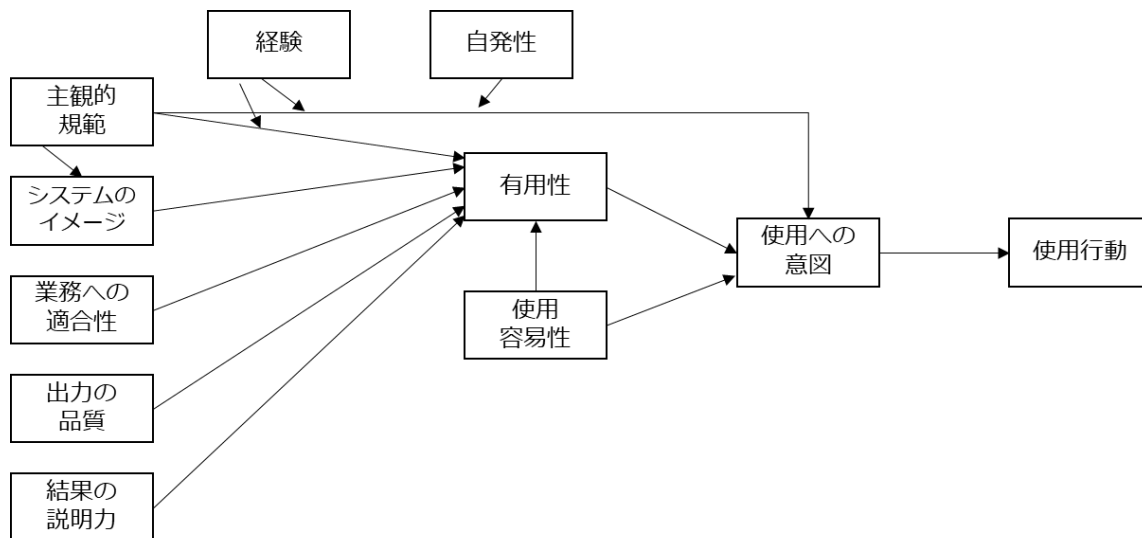 経験
自発性
主観的
規範
システムの
イメージ
有用性
使用への
意図
使用行動
業務への
適合性
使用
容易性
出力の
品質
結果の
説明力